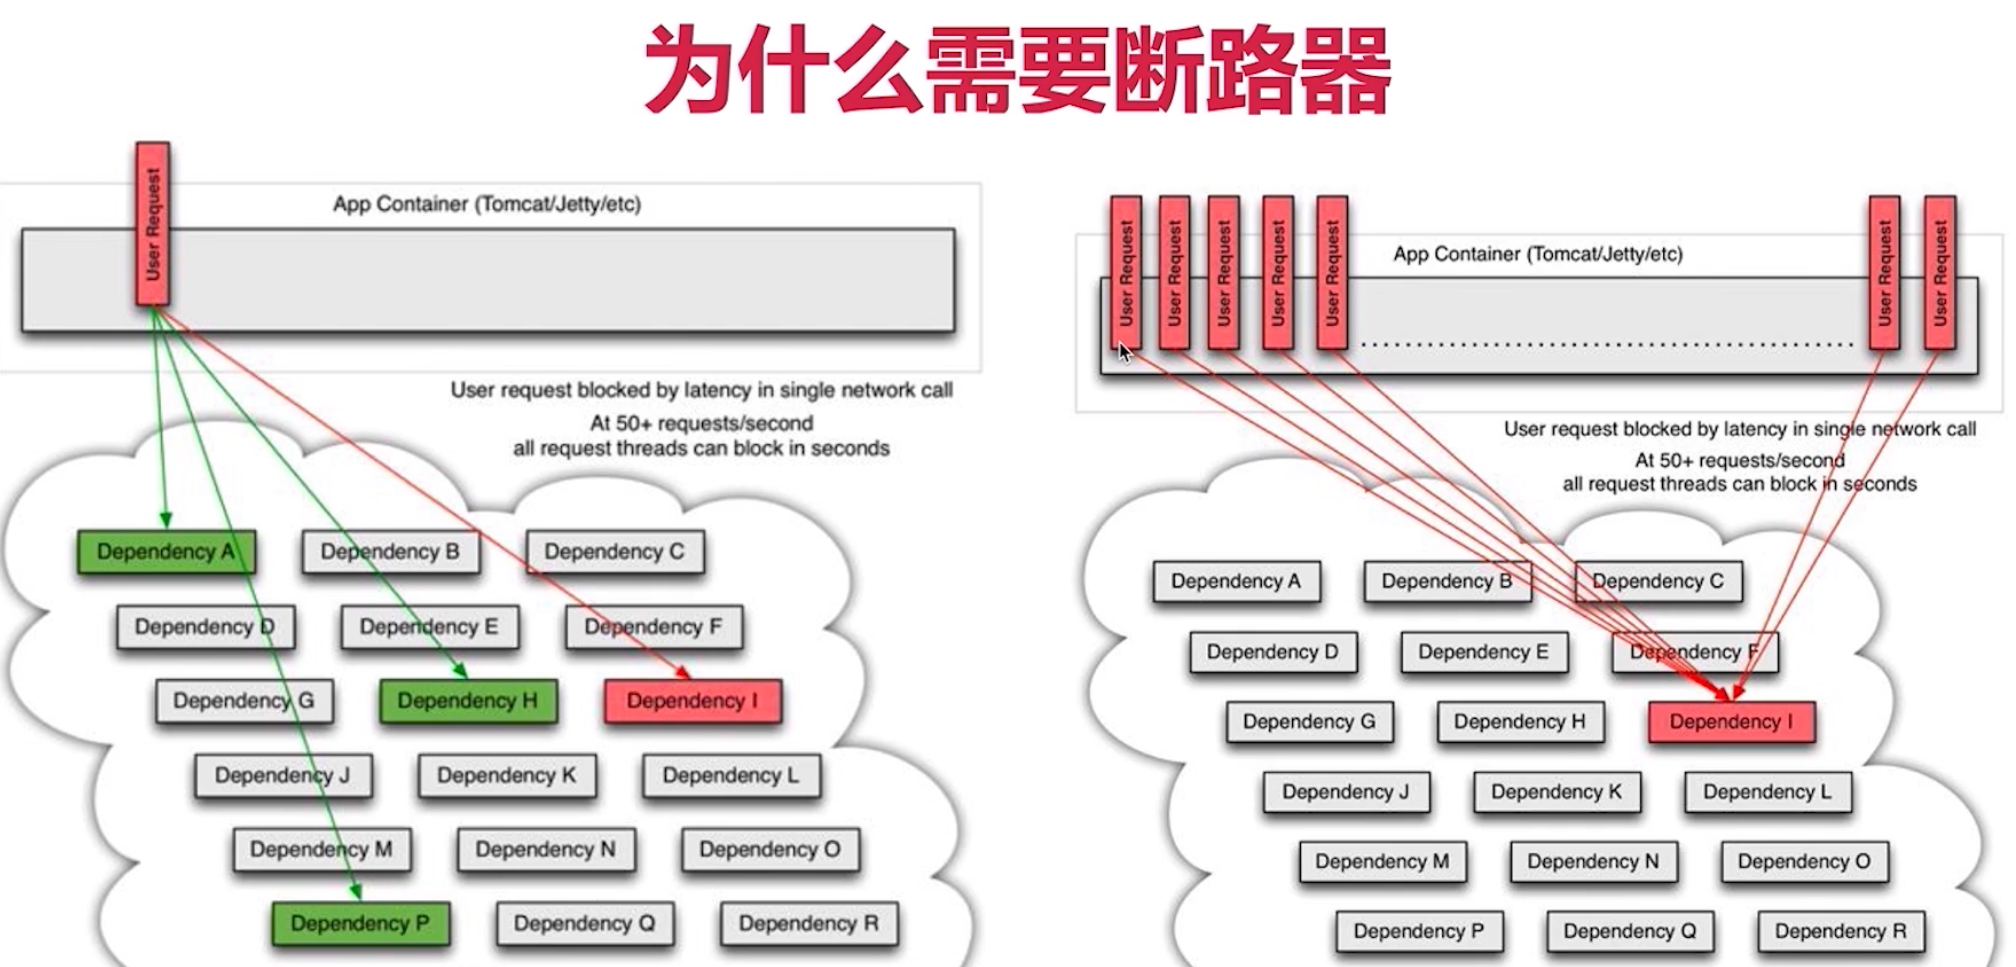 为什么需要断路器
User Request
App Container (Tomcat/Jetty/etc)
User request blocked by latency in single network call
At 50+ requests/second
all request threads can block in seconds
Dependency A
Dependency B
Dependency C
Dependency D
Dependency E
Dependency F
Dependency G
Dependency H
Dependency I
Dependency J
Dependency K
Dependency L
Dependency M
Dependency N
Dependency O
Dependency P
Dependency Q
Dependency R
User Request
User Request
User Request
User Request
User Request
User Request
User Request
App Container (Tomcat/Jetty/etc)
User request blocked by latency in single network call
At 50+ requests/second
all request threads can block in seconds
Dependency A
Dependency B
Dependency C
Dependency D
Dependency E
Dependency F
Dependency G
Dependency H
Dependency I
Dependency J
Dependency K
Dependency L
Dependency M
Dependency N
Dependency O
Dependency P
Dependency Q
Dependency R